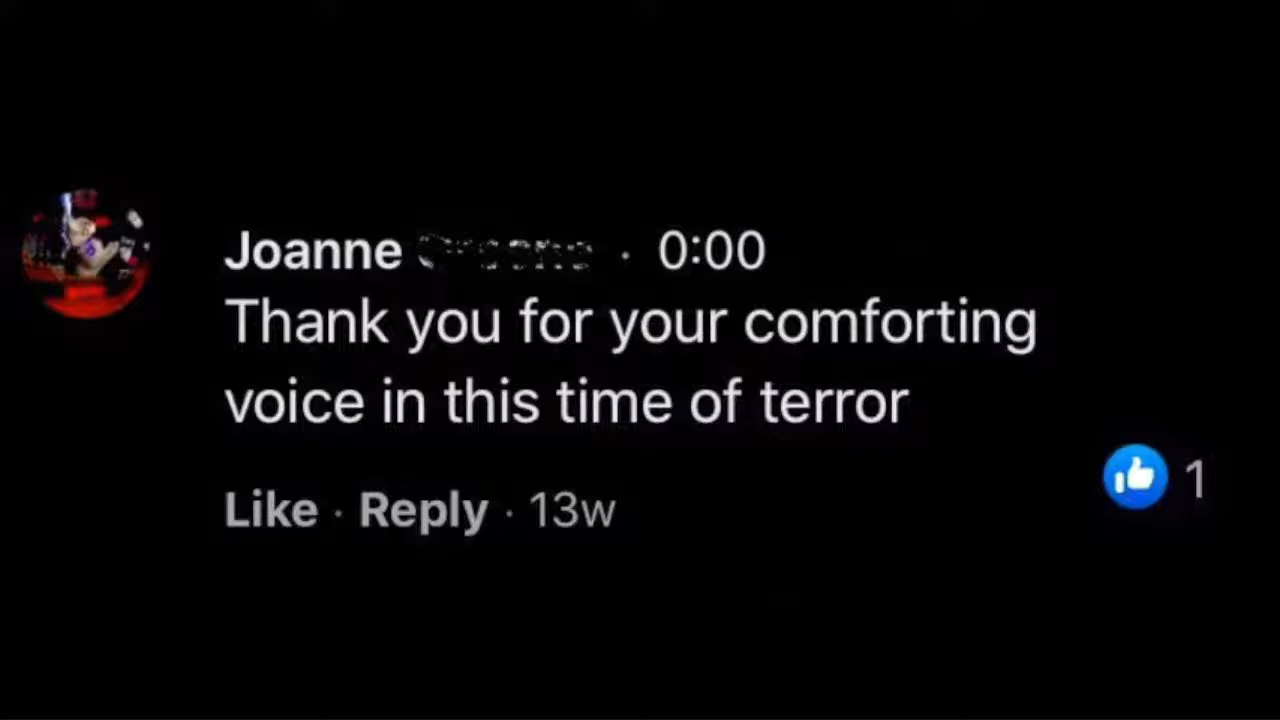 Joanne · 0:00
Thank you for your comforting
voice in this time of terror
Like · Reply · 13w
1